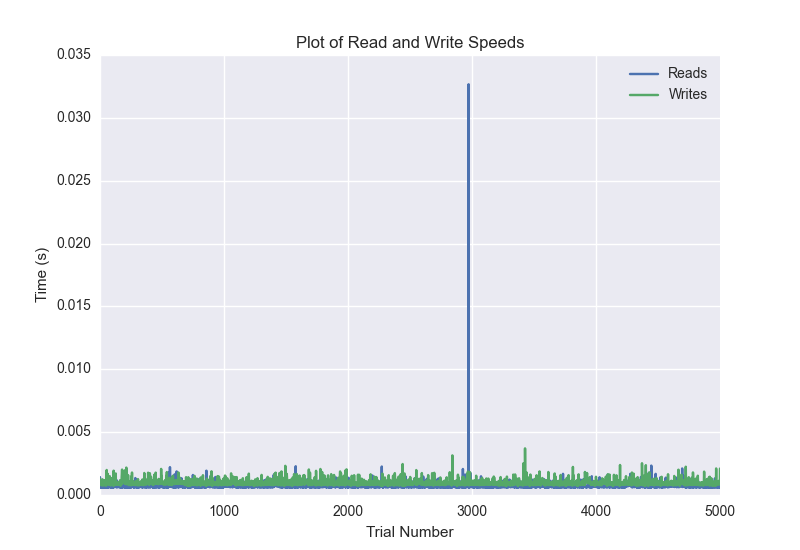 Plot of Read and Write Speeds
0.035
0.030
0.025
0.020
0.015
0.010
0.005
0.000
Time (s)
Reads
Writes
0 1000 2000 3000 4000 5000
Trial Number